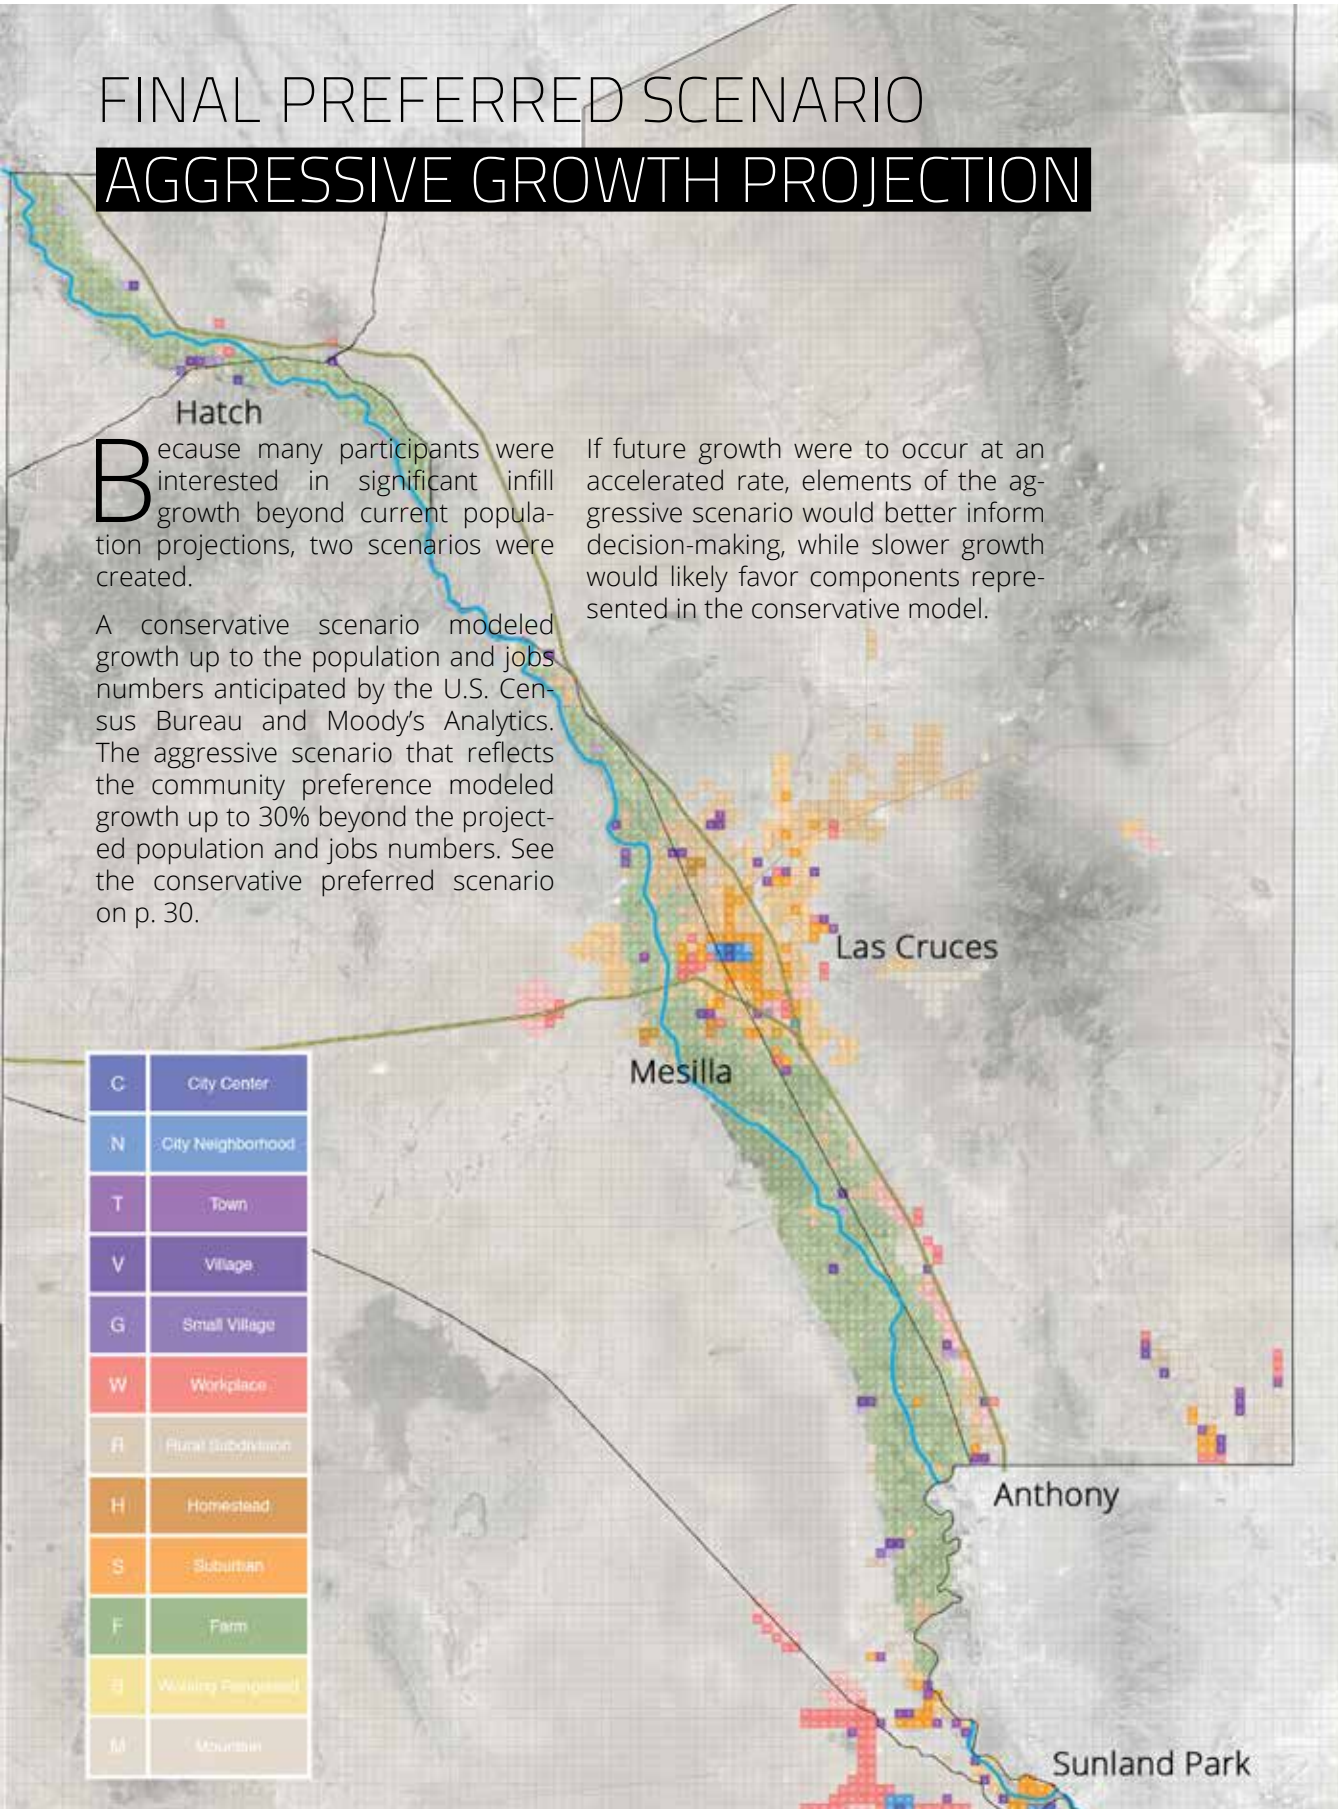 FINAL PREFERRED SCENARIO
AGGRESSIVE GROWTH PROJECTION
Hatch
Because many participants were
interested in significant infill
growth beyond current popula-
tion projections, two scenarios were
created.
A conservative scenario modeled
growth up to the population and jobs
numbers anticipated by the U.S. Cen-
sus Bureau and Moody's Analytics.
The aggressive scenario that reflects
the community preference modeled
growth up to 30% beyond the project-
ed population and jobs numbers. See
the conservative preferred scenario
on p. 30.
If future growth were to occur at an
accelerated rate, elements of the ag-
gressive scenario would better inform
decision-making, while slower growth
would likely favor components repre-
sented in the conservative model.
Las Cruces
Mesilla
C City Center
N City Neighborhood
T Town
V Village
G Small Village
W Workplace
R Rural Subdivision
H Homestead
S Suburban
F Farm
Working
M Mountain
Anthony
Sunland Park